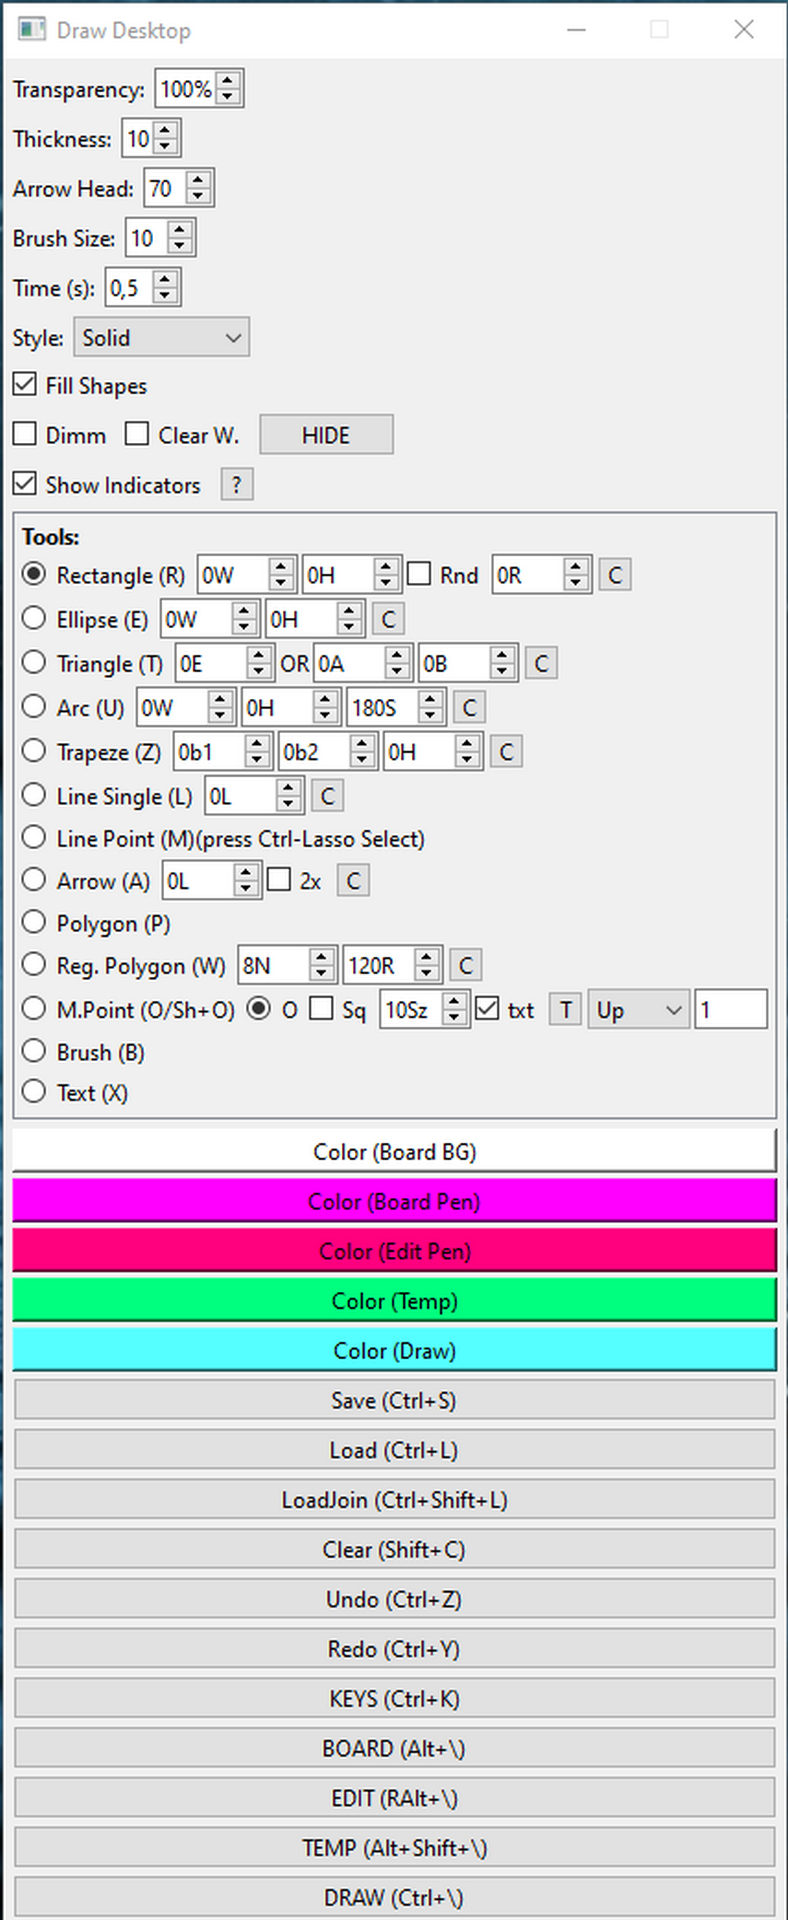 Draw Desktop
Transparency: 100%
Thickness: 10
Arrow Head: 70
Brush Size: 10
Time (s): 0,5
Style: Solid
Fill Shapes
Dimm Clear W. HIDE
Show Indicators ?
Tools:
Rectangle (R) 0W 0H Rnd 0R C
Ellipse (E) 0W 0H C
Triangle (T) 0E OR 0A 0B C
Arc (U) 0W 0H 180S C
Trapeze (Z) 0b1 0b2 0H C
Line Single (L) 0L C
Line Point (M)(press Ctrl-Lasso Select)
Arrow (A) 0L 2x C
Polygon (P)
Reg. Polygon (W) 8N 120R C
M.Point (O/Sh+O) O Sq 10Sz txt T Up 1
Brush (B)
Text (X)
Color (Board BG)
Color (Board Pen)
Color (Edit Pen)
Color (Temp)
Color (Draw)
Save (Ctrl+S)
Load (Ctrl+L)
LoadJoin (Ctrl+Shift+L)
Clear (Shift+C)
Undo (Ctrl+Z)
Redo (Ctrl+Y)
KEYS (Ctrl+K)
BOARD (Alt+\)
EDIT (RAlt+\)
TEMP (Alt+Shift+\)
DRAW (Ctrl+\)